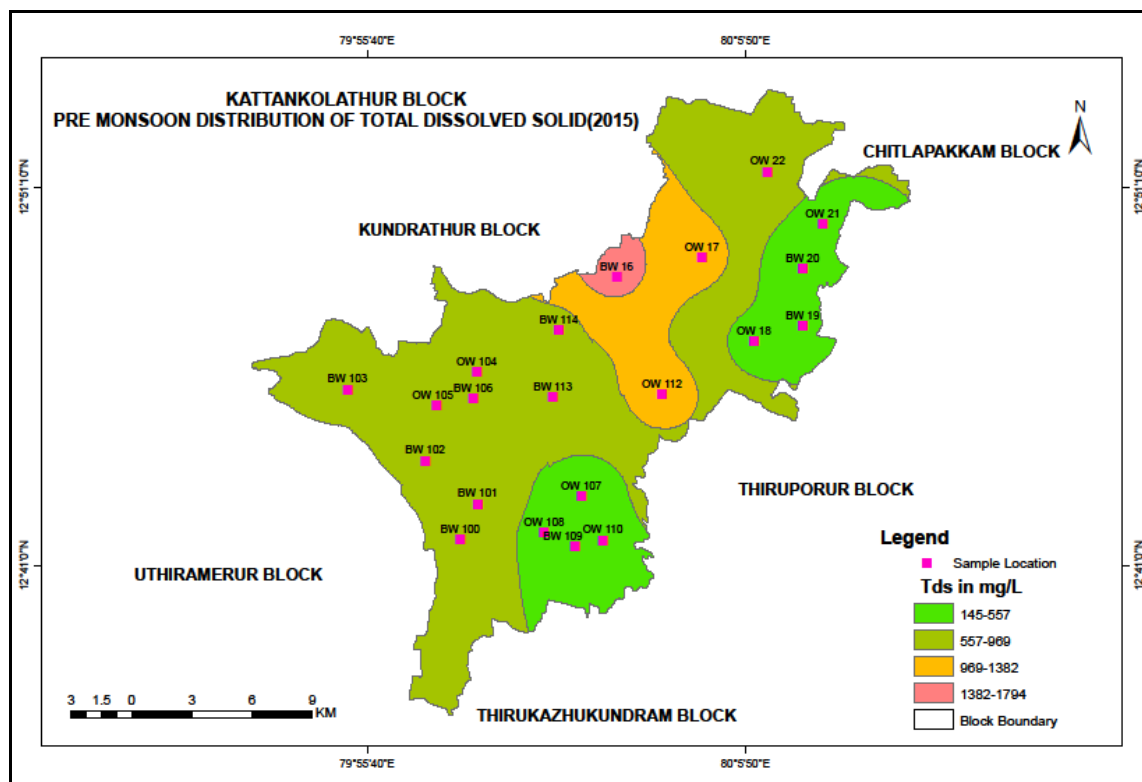 79°55'40"E
80°5'50"E
KATTANKOLATHUR BLOCK
PRE MONSOON DISTRIBUTION OF TOTAL DISSOLVED SOLID(2015)
N
CHITLAPAKKAM BLOCK
OW 22
12°51'10"N
12°51'10"N
OW 21
KUNDRATHUR BLOCK
OW 17
BW 16
BW 20
BW 114
BW 19
OW 18
OW 104
BW 103
OW 105
BW 106
BW 113
OW 112
BW 102
THIRUPORUR BLOCK
OW 107
BW 101
BW 100
OW 108
BW 109
OW 110
UTHIRAMERUR BLOCK
12°41'0"N
12°41'0"N
Legend
Sample Location
Tds in mg/L
145-557
557-969
969-1382
1382-1794
Block Boundary
3 1.5 0 3 6 9
KM
THIRUKAZHUKUNDRAM BLOCK
79°55'40"E
80°5'50"E